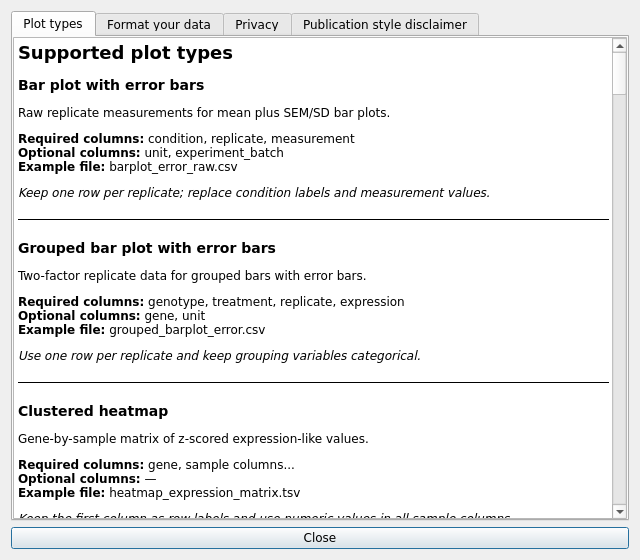 Plot types
Format your data
Privacy
Publication style disclaimer
Supported plot types
Bar plot with error bars
Raw replicate measurements for mean plus SEM/SD bar plots.
Required columns: condition, replicate, measurement
Optional columns: unit, experiment_batch
Example file: barplot_error_raw.csv
Keep one row per replicate; replace condition labels and measurement values.
Grouped bar plot with error bars
Two-factor replicate data for grouped bars with error bars.
Required columns: genotype, treatment, replicate, expression
Optional columns: gene, unit
Example file: grouped_barplot_error.csv
Use one row per replicate and keep grouping variables categorical.
Clustered heatmap
Gene-by-sample matrix of z-scored expression-like values.
Required columns: gene, sample columns...
Optional columns: —
Example file: heatmap_expression_matrix.tsv
Keep the first column as row labels and use numeric values in all sample columns.
Close